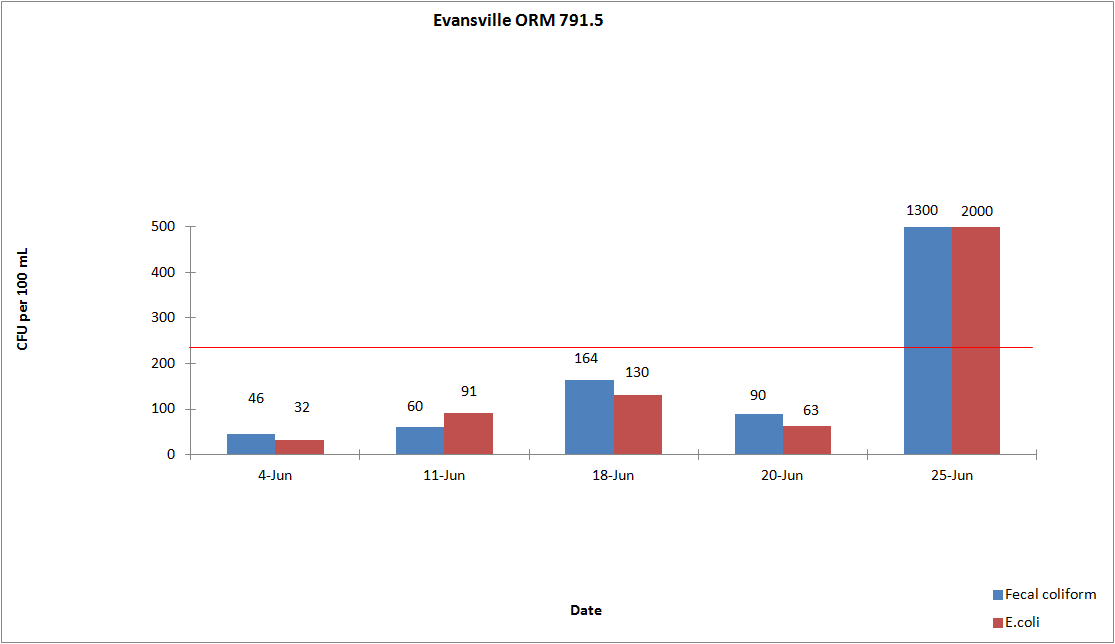 Evansville ORM 791.5
CFU per 100 mL
500
400
300
200
100
0
46
32
60
91
164
130
90
63
1300
2000
4-Jun
11-Jun
18-Jun
20-Jun
25-Jun
Date
Fecal coliform
E.coli